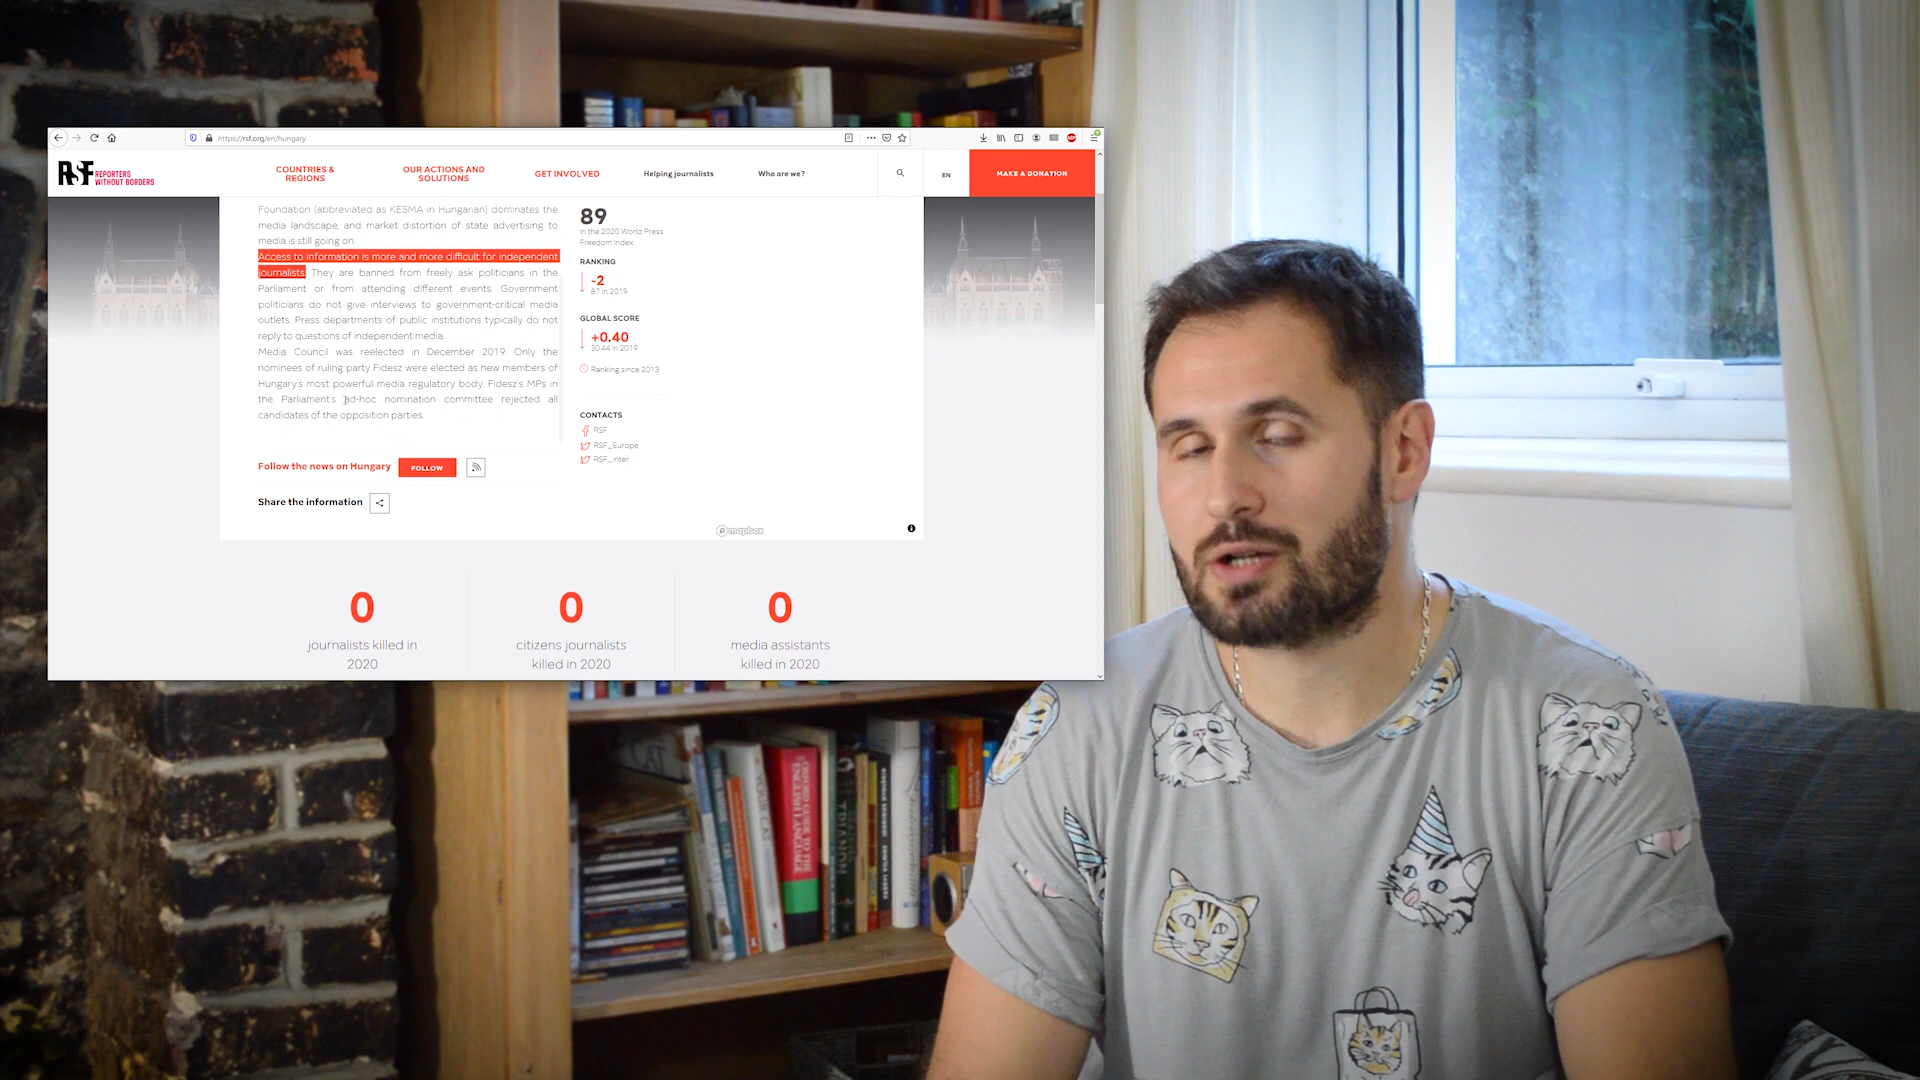 https://rsf.org/en/hungary
RSF REPORTERS
WITHOUT BORDERS
COUNTRIES &
REGIONS
OUR ACTIONS AND
SOLUTIONS
GET INVOLVED
Helping journalists
Who are we?
EN
MAKE A DONATION
Foundation (abbreviated as KESMA in Hungarian) dominates the
media landscape, and market distortion of state advertising to
media is still going on.
Access to information is more and more difficult for independent
journalists. They are banned from freely ask politicians in the
Parliament or from attending different events. Government
politicians do not give interviews to government-critical media
outlets. Press departments of public institutions typically do not
reply to questions of independent media.
Media Council was reelected in December 2019. Only the
nominees of ruling party Fidesz were elected as new members of
Hungary's most powerful media regulatory body. Fidesz's MPs in
the Parliament's ad-hoc nomination committee rejected all
candidates of the opposition parties.
Follow the news on Hungary
FOLLOW
Share the information
89
in the 2020 World Press
Freedom Index
RANKING
-2
87 in 2019
GLOBAL SCORE
+0.40
30.44 in 2019
Ranking since 2013
CONTACTS
RSF
RSF_Europe
RSF_inter
mapbox
0
journalists killed in
2020
0
citizens journalists
killed in 2020
0
media assistants
killed in 2020
CAT
YOUR CAT
OXFORD GUIDE TO THE
ENGLISH LANGUAGE
TRIANON